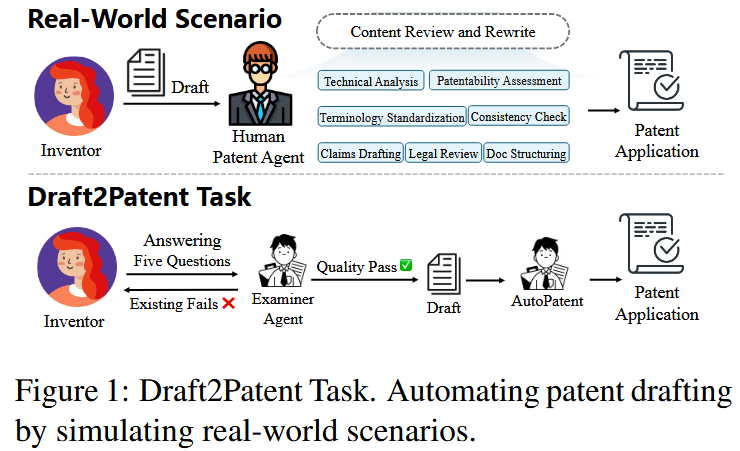 Real-World Scenario
Content Review and Rewrite
Draft
Technical Analysis
Patentability Assessment
Terminology Standardization
Consistency Check
Claims Drafting
Legal Review
Doc Structuring
Inventor
Human
Patent Agent
Patent
Application
Draft2Patent Task
Answering
Five Questions
Existing Fails
Inventor
Examiner
Agent
Quality Pass
Draft
AutoPatent
Patent
Application
Figure 1: Draft2Patent Task. Automating patent drafting
by simulating real-world scenarios.